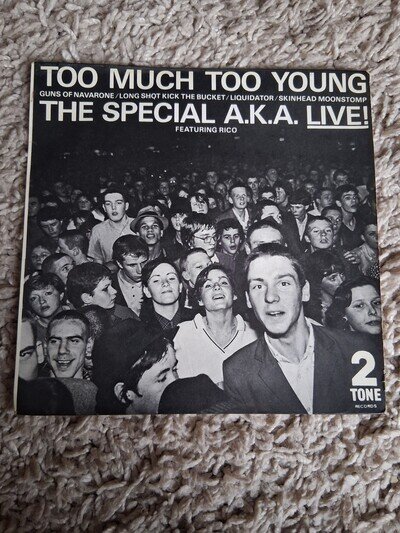 TOO MUCH TOO YOUNG
GUNS OF NAVARONE/LONG SHOT KICK THE BUCKET/LIQUIDATOR/SKINHEAD MOONSTOMP
THE SPECIAL A.K.A. LIVE!
FEATURING RICO
2
TONE
RECORDS